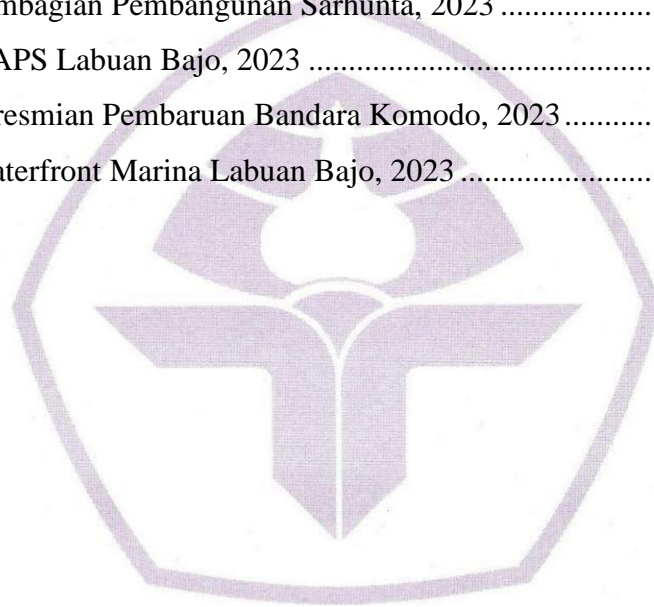 mbagian Pembangunan Sarhunta, 2023 ......................
APS Labuan Bajo, 2023 ..................................................
resmian Pembaruan Bandara Komodo, 2023............
aterfront Marina Labuan Bajo, 2023 ............................